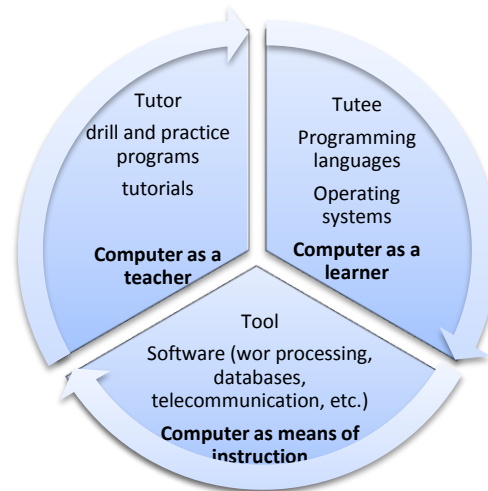 Tutor
drill and practice
programs
tutorials
Computer as a
teacher
Tutee
Programming
languages
Operating
systems
Computer as a
learner
Tool
Software (wor processing,
databases,
telecommunication, etc.)
Computer as means of
instruction